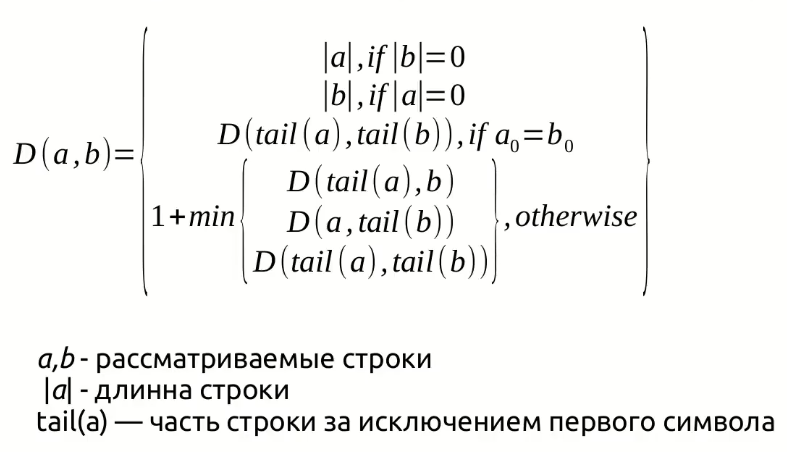 |a|, if |b|=0
|b|, if |a|=0
D(tail(a), tail(b)), if a₀=b₀
D(a,b)=
D(tail(a), b)
1+min D(a, tail(b)) , otherwise
D(tail(a), tail(b))
a,b - рассматриваемые строки
|a| - длинна строки
tail(a) — часть строки за исключением первого символа